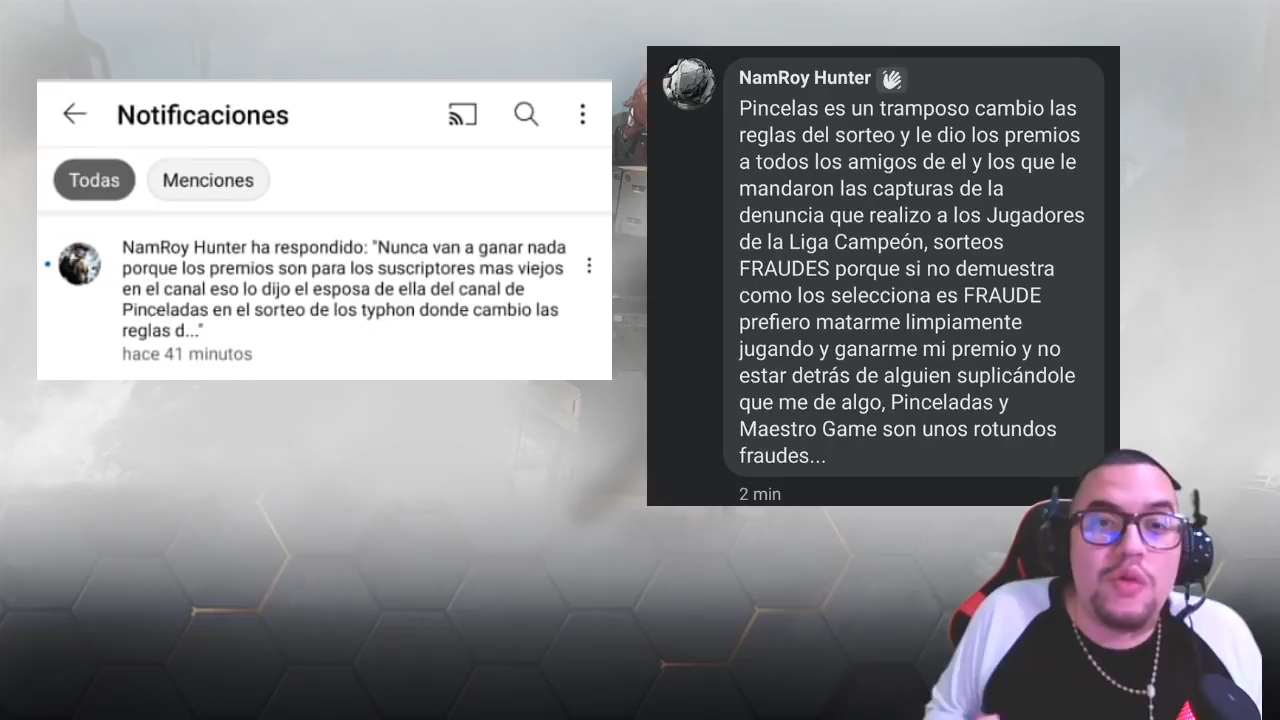 Notificaciones
Todas
Menciones
NamRoy Hunter ha respondido: "Nunca van a ganar nada
porque los premios son para los suscriptores mas viejos
en el canal eso lo dijo el esposa de ella del canal de
Pinceladas en el sorteo de los typhon donde cambio las
reglas d..."
hace 41 minutos
NamRoy Hunter
Pincelas es un tramposo cambio las
reglas del sorteo y le dio los premios
a todos los amigos de el y los que le
mandaron las capturas de la
denuncia que realizo a los Jugadores
de la Liga Campeón, sorteos
FRAUDES porque si no demuestra
como los selecciona es FRAUDE
prefiero matarme limpiamente
jugando y ganarme mi premio y no
estar detrás de alguien suplicándole
que me de algo, Pinceladas y
Maestro Game son unos rotundos
fraudes...
2 min